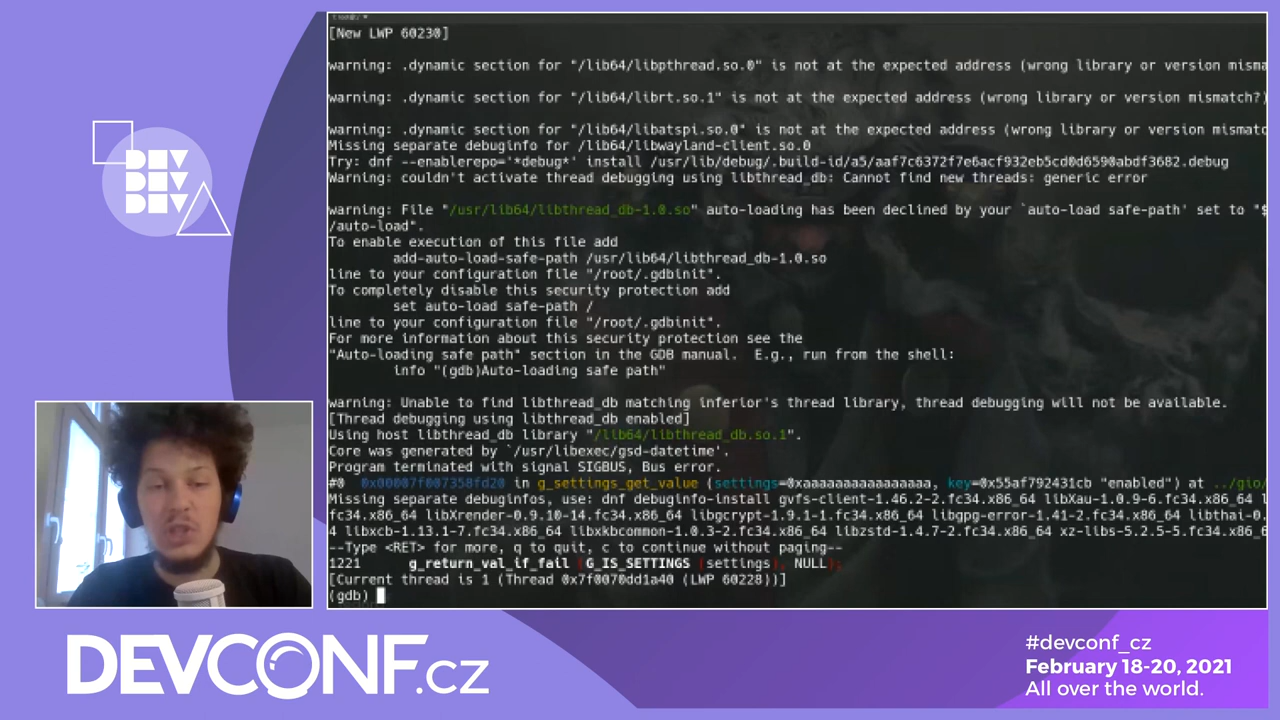 [New LWP 60230]
warning: .dynamic section for "/lib64/libpthread.so.0" is not at the expected address (wrong library or version misma
warning: .dynamic section for "/lib64/librt.so.1" is not at the expected address (wrong library or version mismatch?)
warning: .dynamic section for "/lib64/libatspi.so.0" is not at the expected address (wrong library or version mismatc
Missing separate debuginfo for /lib64/libwayland-client.so.0
Try: dnf --enablerepo='*debug*' install /usr/lib/debug/.build-id/a5/aaf7c6372f7e6acf932eb5cd0d6590abdf3682.debug
Warning: couldn't activate thread debugging using libthread_db: Cannot find new threads: generic error
warning: File "/usr/lib64/libthread_db-1.0.so" auto-loading has been declined by your `auto-load safe-path' set to "$
/auto-load".
To enable execution of this file add
add-auto-load-safe-path /usr/lib64/libthread_db-1.0.so
line to your configuration file "/root/.gdbinit".
To completely disable this security protection add
set auto-load safe-path /
line to your configuration file "/root/.gdbinit".
For more information about this security protection see the
"Auto-loading safe path" section in the GDB manual.  E.g., run from the shell:
info "(gdb)Auto-loading safe path"
warning: Unable to find libthread_db matching inferior's thread library, thread debugging will not be available.
[Thread debugging using libthread_db enabled]
Using host libthread_db library "/lib64/libthread_db.so.1".
Core was generated by `/usr/libexec/gsd-datetime'.
Program terminated with signal SIGBUS, Bus error.
#0  0x00007f007358fd20 in g_settings_get_value (settings=0xaaaaaaaaaaaaaaaa, key=0x55af792431cb "enabled") at ../gio/
Missing separate debuginfos, use: dnf debuginfo-install gvfs-client-1.46.2-2.fc34.x86_64 libXau-1.0.9-6.fc34.x86_64 l
fc34.x86_64 libXrender-0.9.10-14.fc34.x86_64 libgcrypt-1.9.1-1.fc34.x86_64 libgpg-error-1.41-2.fc34.x86_64 libthai-0.
4 libxcb-1.13.1-7.fc34.x86_64 libxkbcommon-1.0.3-2.fc34.x86_64 libzstd-1.4.7-2.fc34.x86_64 xz-libs-5.2.5-5.fc34.x86_6
--Type <RET> for more, q to quit, c to continue without paging--
1221 g_return_val_if_fail (G_IS_SETTINGS (settings), NULL);
[Current thread is 1 (Thread 0x7f0070dd1a40 (LWP 60228))]
(gdb)
DEV
DEV
DEV
DEVCONF.cz
#devconf_cz
February 18-20, 2021
All over the world.